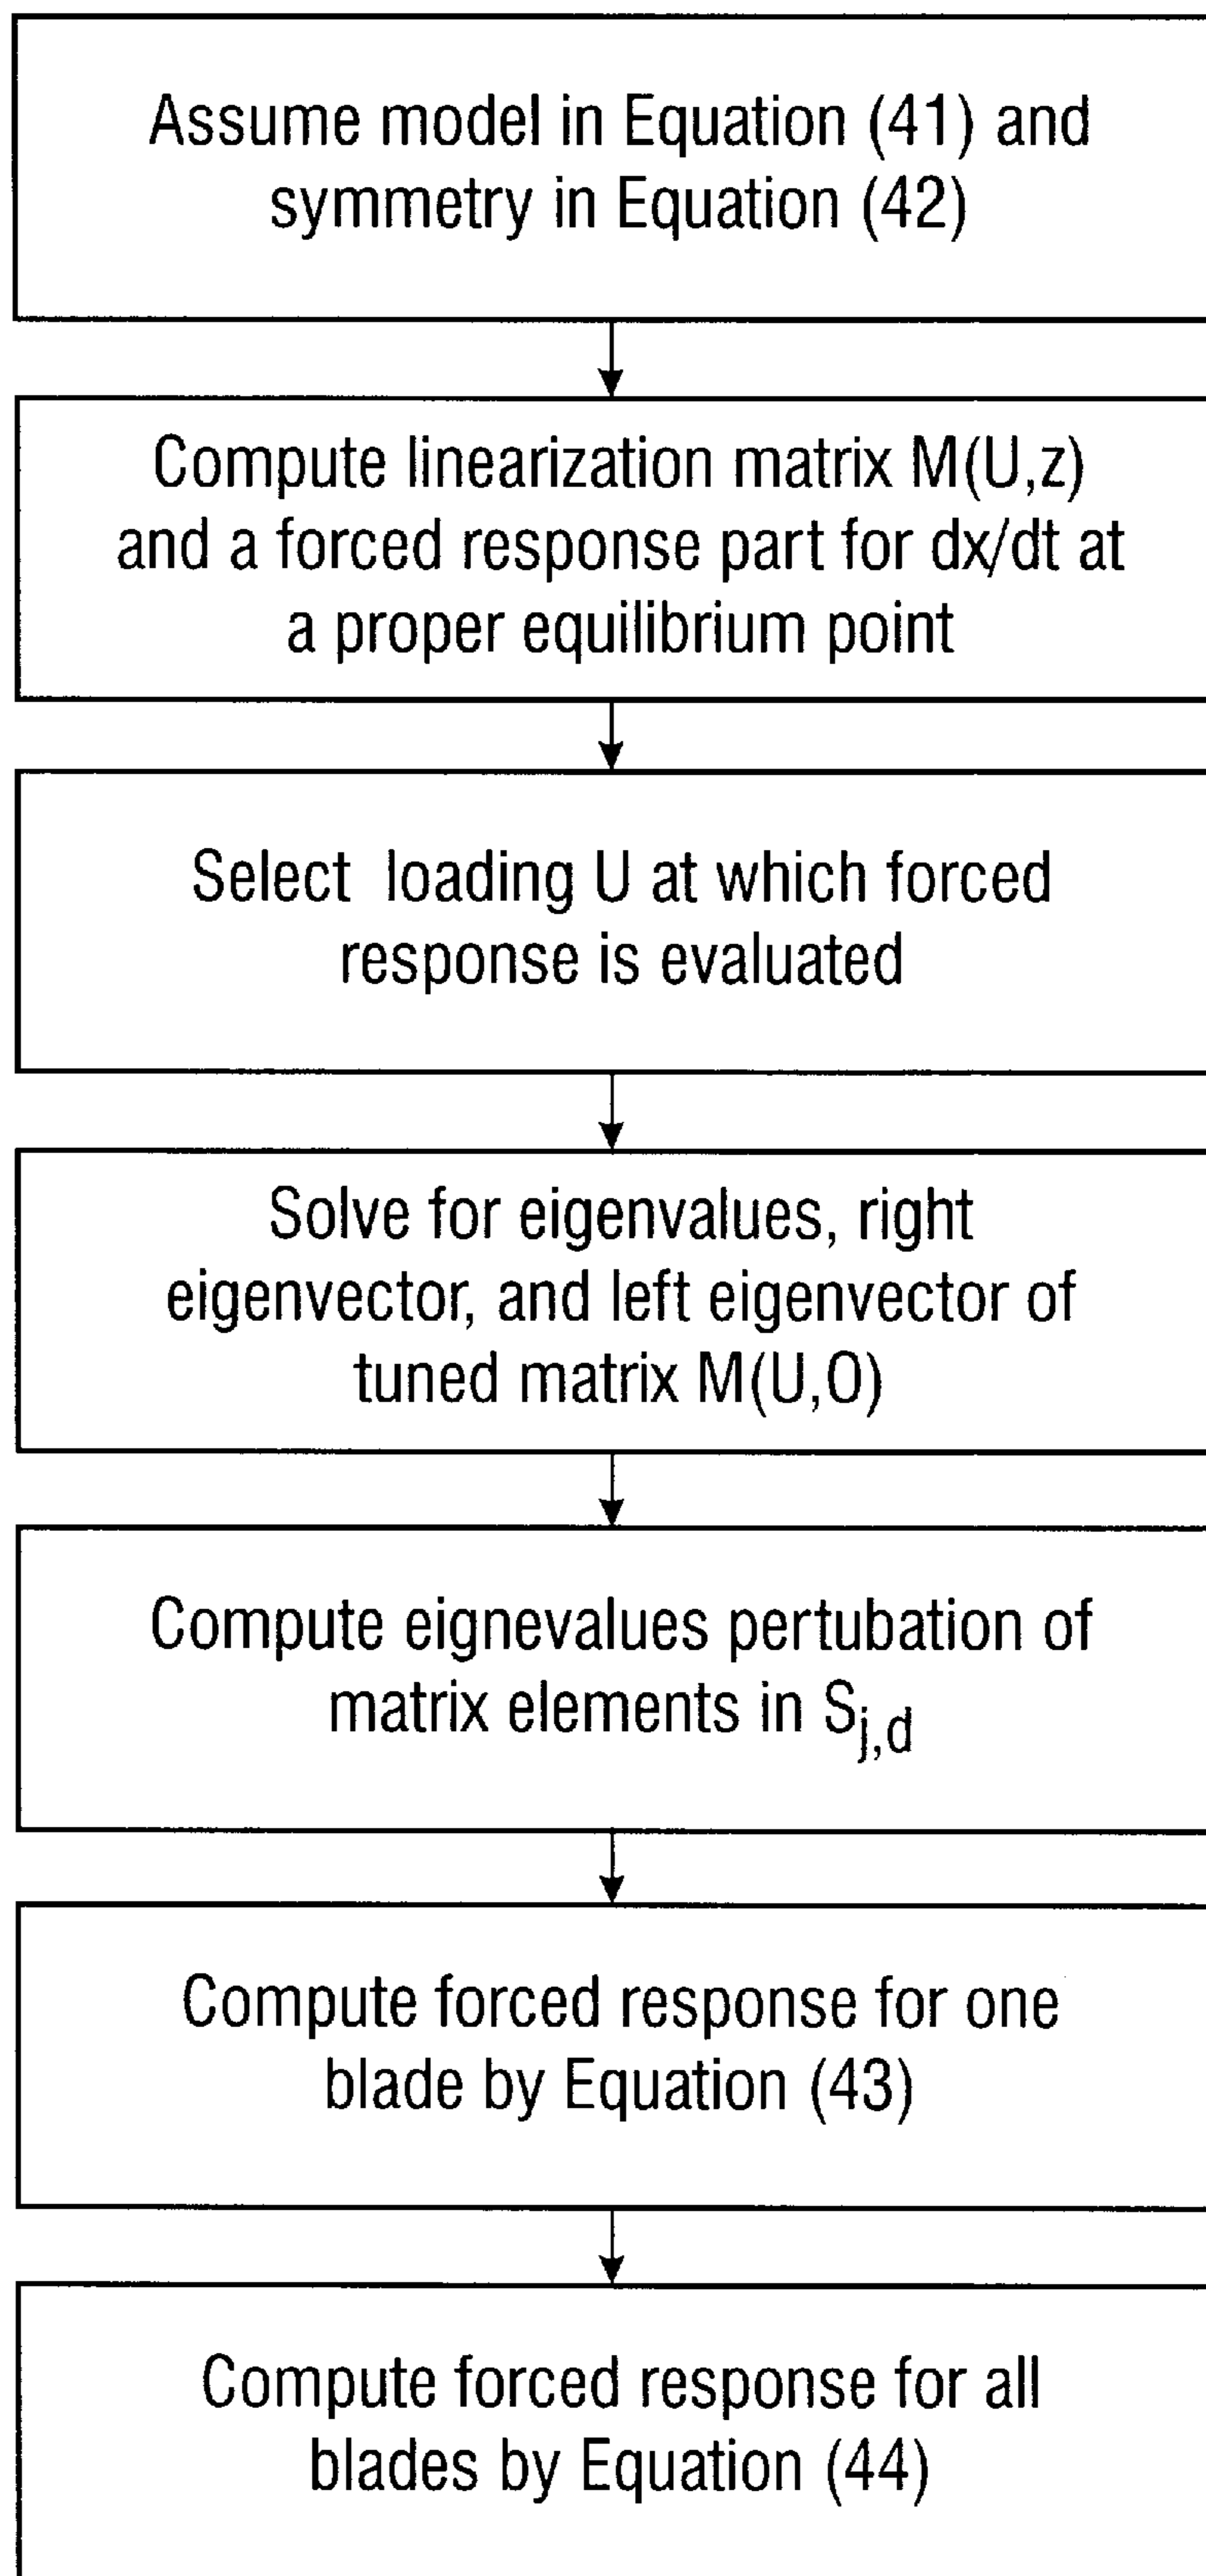 Assume model in Equation (41) and
symmetry in Equation (42)
Compute linearization matrix M(U,z)
and a forced response part for dx/dt at
a proper equilibrium point
Select loading U at which forced
response is evaluated
Solve for eigenvalues, right
eigenvector, and left eigenvector of
tuned matrix M(U,O)
Compute eignevalues pertubation of
matrix elements in Sj,d
Compute forced response for one
blade by Equation (43)
Compute forced response for all
blades by Equation (44)